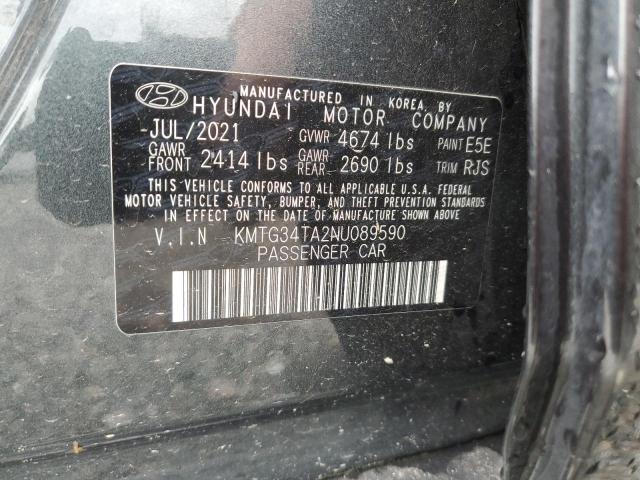 MANUFACTURED IN KOREA BY
HYUNDAI MOTOR COMPANY
JUL/2021 GVWR 4674 lbs PAINT E5E
GAWR FRONT 2414 lbs GAWR REAR 2690 lbs TRIM RJS
THIS VEHICLE CONFORMS TO ALL APPLICABLE U.S.A. FEDERAL
MOTOR VEHICLE SAFETY, BUMPER, AND THEFT PREVENTION STANDARDS
IN EFFECT ON THE DATE OF MANUFACTURE SHOWN ABOVE.
V.I.N KMTG34TA2NU089590
PASSENGER CAR